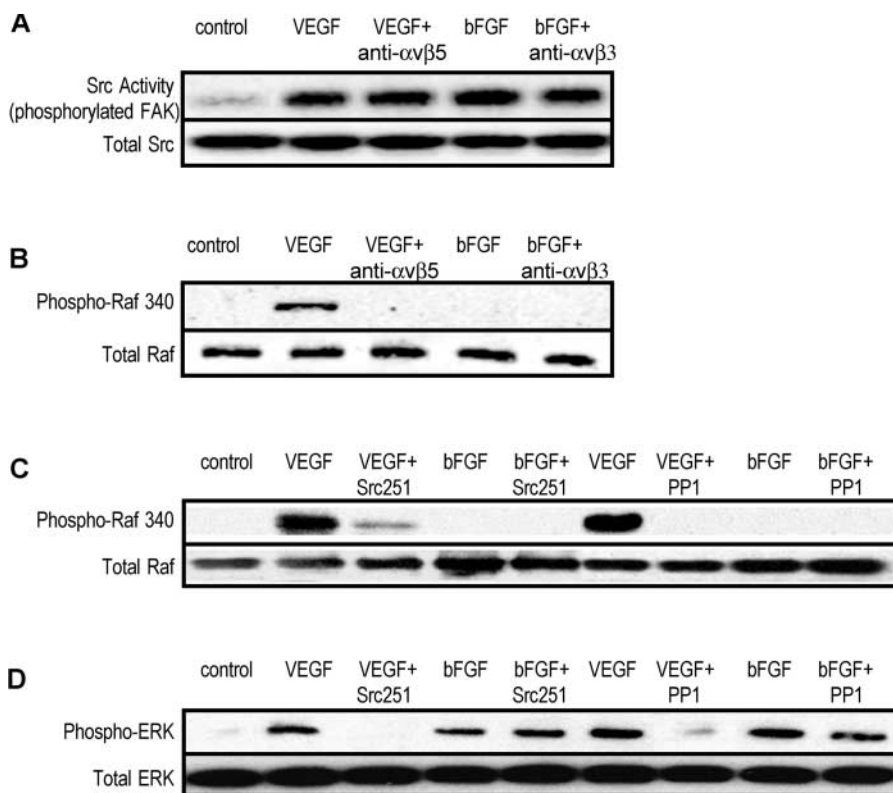 A
control VEGF VEGF+ bFGF bFGF+
anti-αvβ5 anti-αvβ3
Src Activity
(phosphorylated FAK)
Total Src
B
control VEGF VEGF+ bFGF bFGF+
anti-αvβ5 anti-αvβ3
Phospho-Raf 340
Total Raf
C
control VEGF VEGF+ bFGF bFGF+ VEGF VEGF+ bFGF bFGF+
Src251 Src251 PP1 PP1
Phospho-Raf 340
Total Raf
D
control VEGF VEGF+ bFGF bFGF+ VEGF VEGF+ bFGF bFGF+
Src251 Src251 PP1 PP1
Phospho-ERK
Total ERK